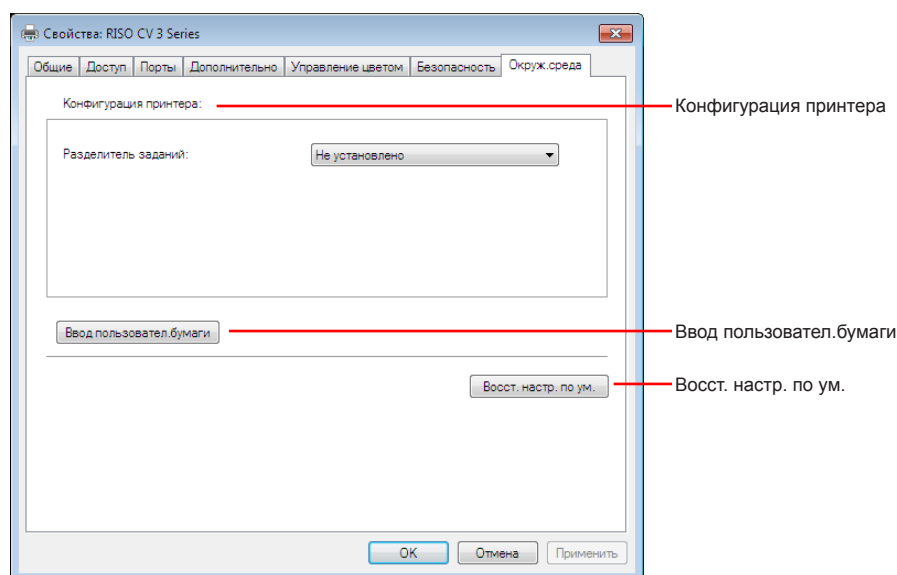 Свойства: RISO CV 3 Series
Общие Доступ Порты Дополнительно Управление цветом Безопасность Окруж.среда
Конфигурация принтера:
Конфигурация принтера
Разделитель заданий:
Не установлено
Ввод пользовател.бумаги
Ввод пользовател.бумаги
Восст. настр. по ум.
Восст. настр. по ум.
OK Отмена Применить